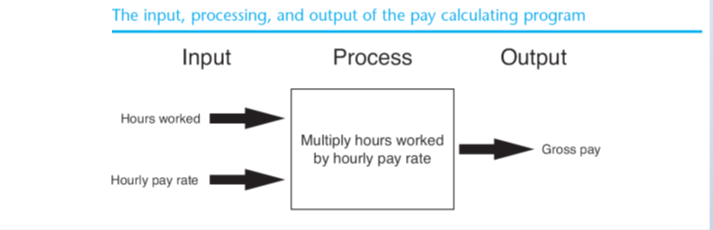 The input, processing, and output of the pay calculating program
Input Process Output
Hours worked
Multiply hours worked
by hourly pay rate
Gross pay
Hourly pay rate